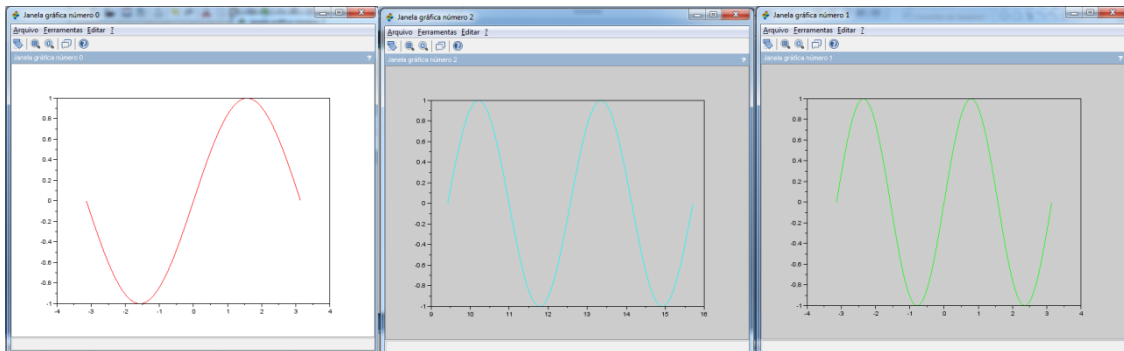 Janela gráfica número 0
Arquivo Ferramentas Editar ?
Janela gráfica número 0 ?
1
0.8
0.6
0.4
0.2
0
-0.2
-0.4
-0.6
-0.8
-1
-4 -3 -2 -1 0 1 2 3 4
Janela gráfica número 2
Arquivo Ferramentas Editar ?
Janela gráfica número 2 ?
1
0.8
0.6
0.4
0.2
0
-0.2
-0.4
-0.6
-0.8
-1
9 10 11 12 13 14 15 16
Janela gráfica número 1
Arquivo Ferramentas Editar ?
Janela gráfica número 1 ?
1
0.8
0.6
0.4
0.2
0
-0.2
-0.4
-0.6
-0.8
-1
-4 -3 -2 -1 0 1 2 3 4